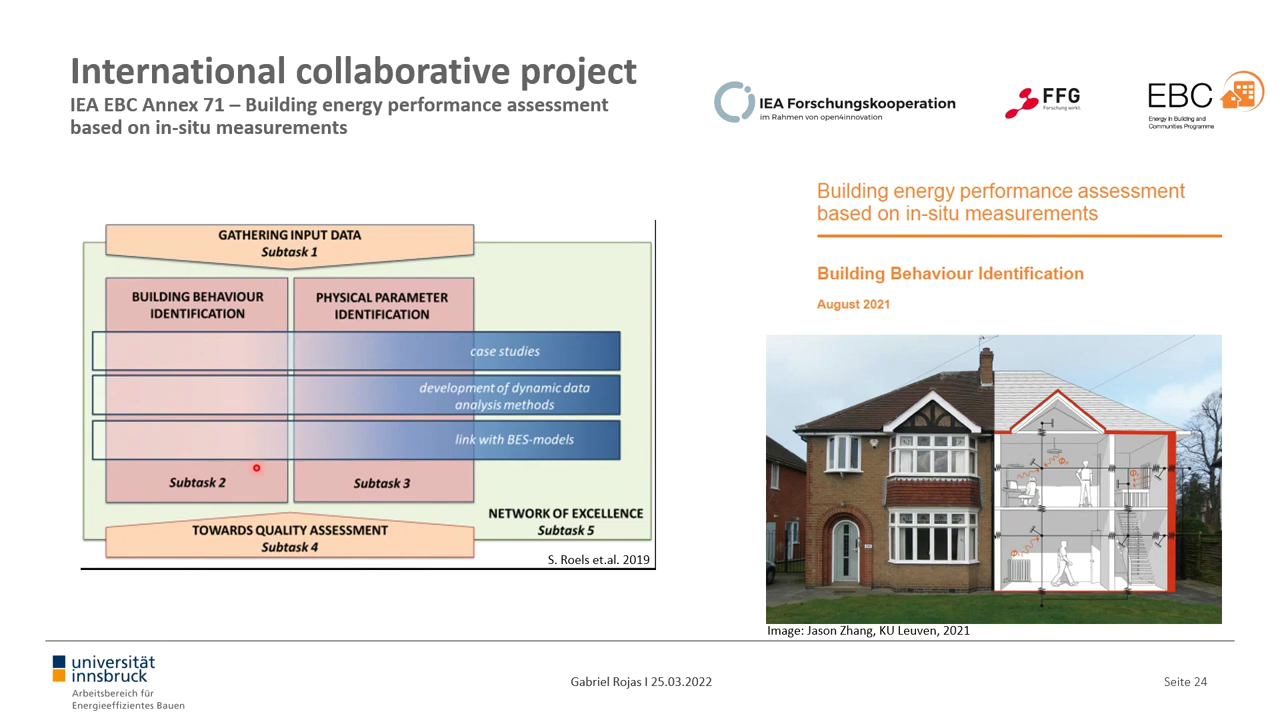 International collaborative project
IEA EBC Annex 71 – Building energy performance assessment
based on in-situ measurements
IEA Forschungskooperation
im Rahmen von open4innovation
FFG
Forschung wirkt.
EBC
Energy in Building and
Communities Programme
GATHERING INPUT DATA
Subtask 1
BUILDING BEHAVIOUR
IDENTIFICATION
PHYSICAL PARAMETER
IDENTIFICATION
case studies
development of dynamic data
analysis methods
link with BES-models
Subtask 2
Subtask 3
NETWORK OF EXCELLENCE
Subtask 5
TOWARDS QUALITY ASSESSMENT
Subtask 4
S. Roels et.al. 2019
Building energy performance assessment
based on in-situ measurements
Building Behaviour Identification
August 2021
Image: Jason Zhang, KU Leuven, 2021
universität
innsbruck
Arbeitsbereich für
Energieeffizientes Bauen
Gabriel Rojas I 25.03.2022
Seite 24